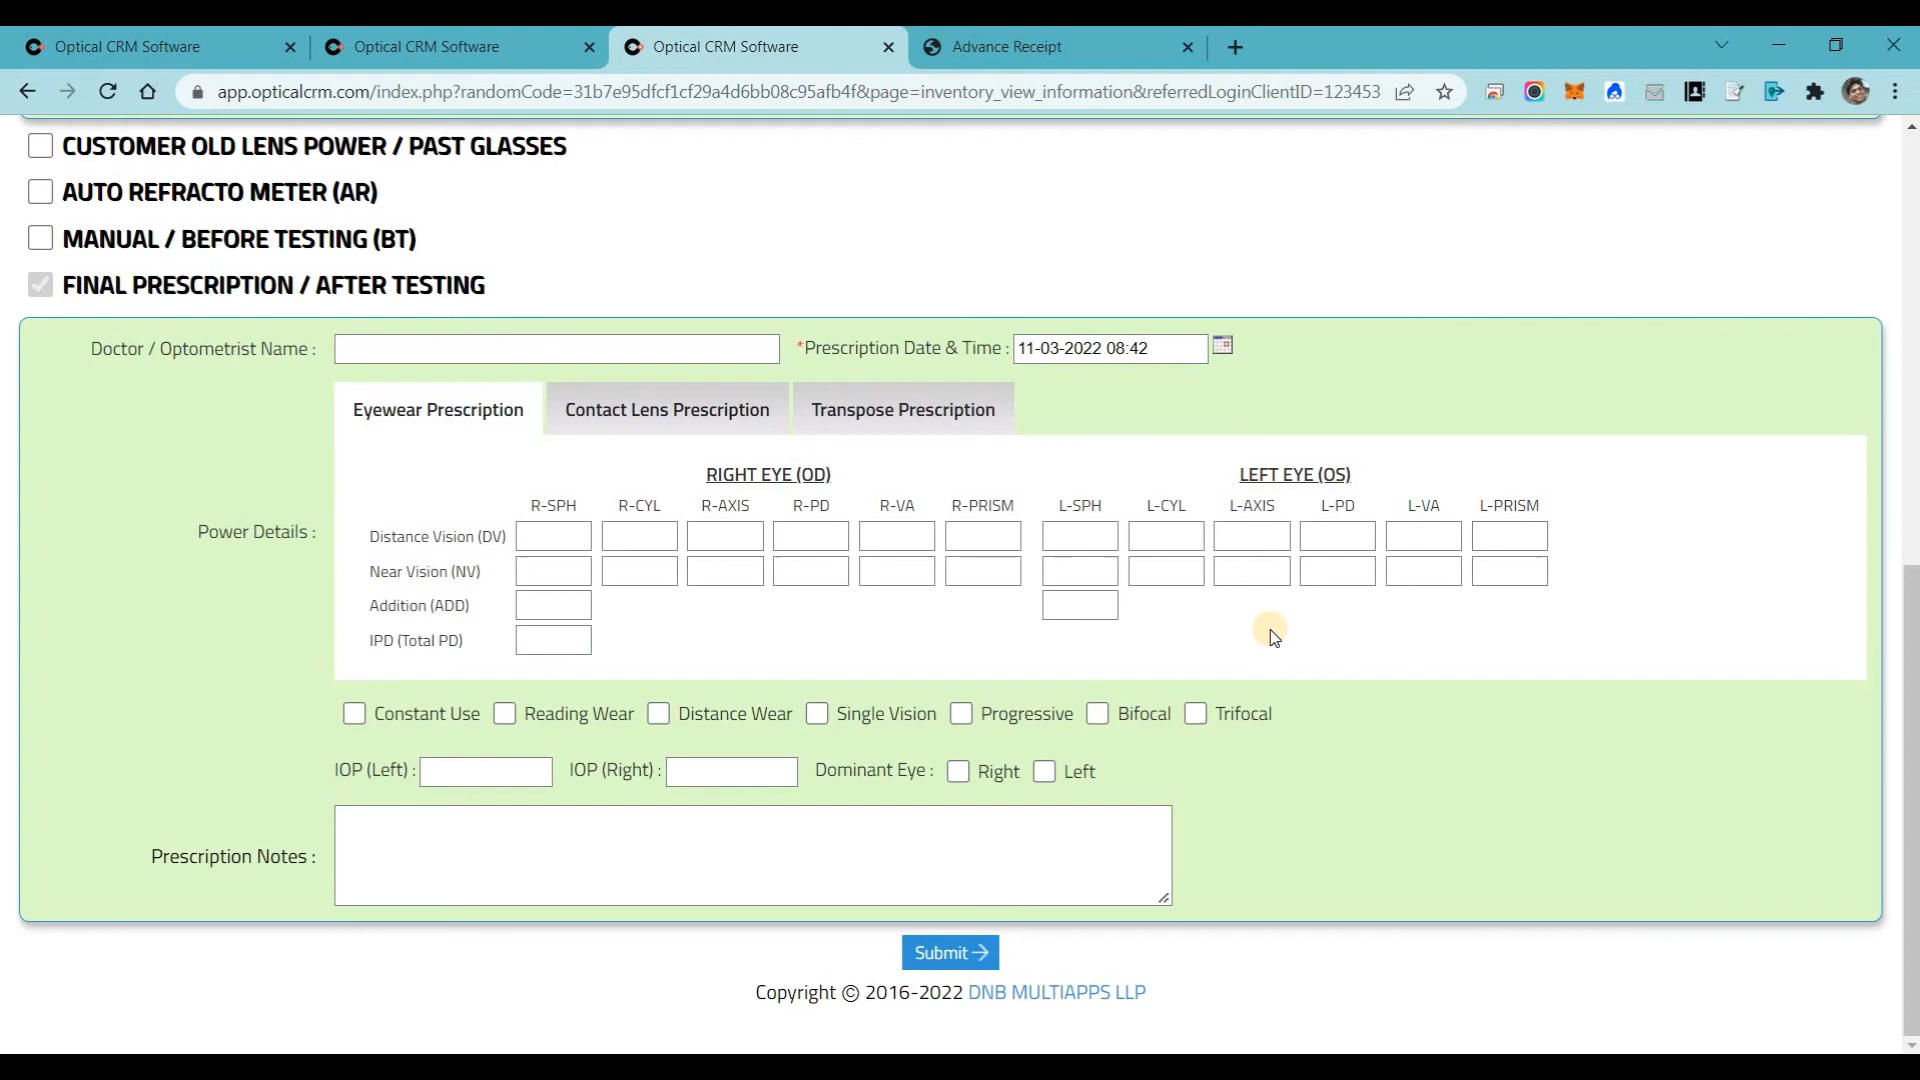 Optical CRM Software Optical CRM Software Optical CRM Software Advance Receipt
app.opticalcrm.com/index.php?randomCode=31b7e95dfcf1cf29a4d6bb08c95afb4f&page=inventory_view_information&referredLoginClientID=123453
CUSTOMER OLD LENS POWER / PAST GLASSES
AUTO REFRACTO METER (AR)
MANUAL / BEFORE TESTING (BT)
FINAL PRESCRIPTION / AFTER TESTING
Doctor / Optometrist Name : *Prescription Date & Time : 11-03-2022 08:42
Eyewear Prescription Contact Lens Prescription Transpose Prescription
RIGHT EYE (OD) LEFT EYE (OS)
R-SPH R-CYL R-AXIS R-PD R-VA R-PRISM L-SPH L-CYL L-AXIS L-PD L-VA L-PRISM
Power Details : Distance Vision (DV)
Near Vision (NV)
Addition (ADD)
IPD (Total PD)
Constant Use Reading Wear Distance Wear Single Vision Progressive Bifocal Trifocal
IOP (Left) : IOP (Right) : Dominant Eye : Right Left
Prescription Notes :
Submit
Copyright © 2016-2022 DNB MULTIAPPS LLP